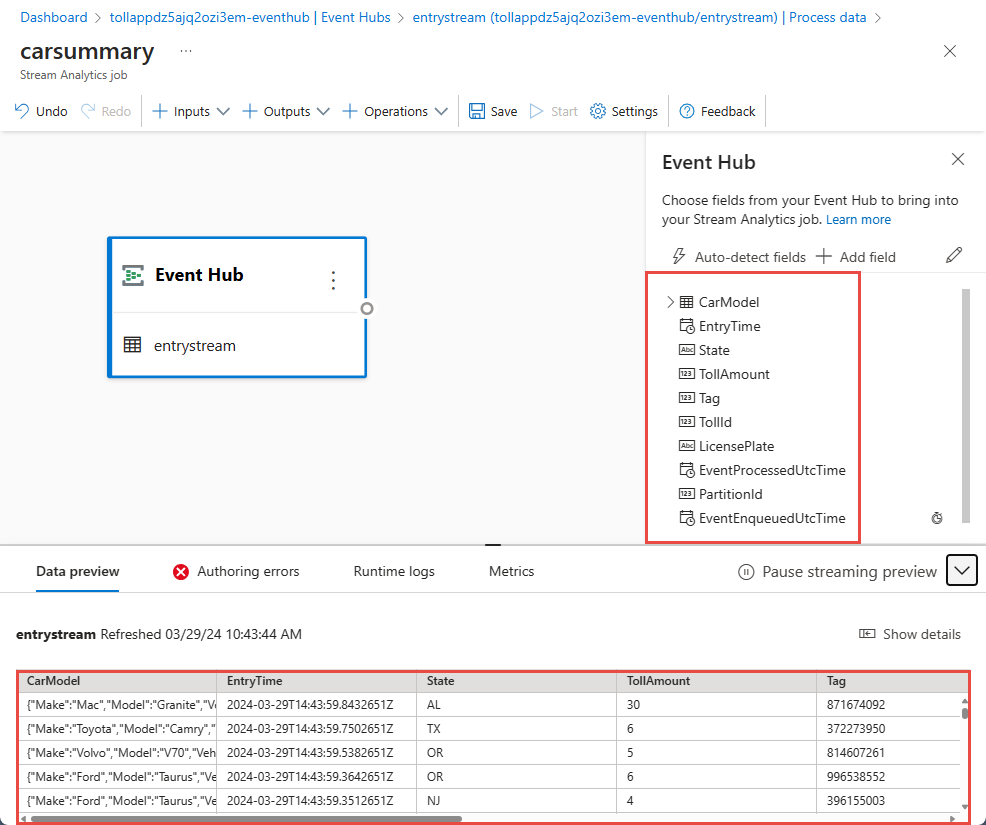 Dashboard > tollappdz5ajq2ozi3em-eventhub | Event Hubs > entrystream (tollappdz5ajq2ozi3em-eventhub/entrystream) | Process data >
carsummary ...
Stream Analytics job
Undo Redo Inputs Outputs Operations Save Start Settings Feedback
Event Hub
Choose fields from your Event Hub to bring into
your Stream Analytics job. Learn more
Auto-detect fields Add field
Event Hub
entrystream
CarModel
EntryTime
Abc State
123 TollAmount
123 Tag
123 TollId
Abc LicensePlate
EventProcessedUtcTime
123 PartitionId
EventEnqueuedUtcTime
Data preview Authoring errors Runtime logs Metrics Pause streaming preview
entrystream Refreshed 03/29/24 10:43:44 AM Show details
CarModel EntryTime State TollAmount Tag
{"Make":"Mac","Model":"Granite","Ve 2024-03-29T14:43:59.8432651Z AL 30 871674092
{"Make":"Toyota","Model":"Camry"," 2024-03-29T14:43:59.7502651Z TX 6 372273950
{"Make":"Volvo","Model":"V70","Veh 2024-03-29T14:43:59.5382651Z OR 5 814607261
{"Make":"Ford","Model":"Taurus","Ve 2024-03-29T14:43:59.3642651Z OR 6 996538552
{"Make":"Ford","Model":"Taurus","Ve 2024-03-29T14:43:59.3512651Z NJ 4 396155003